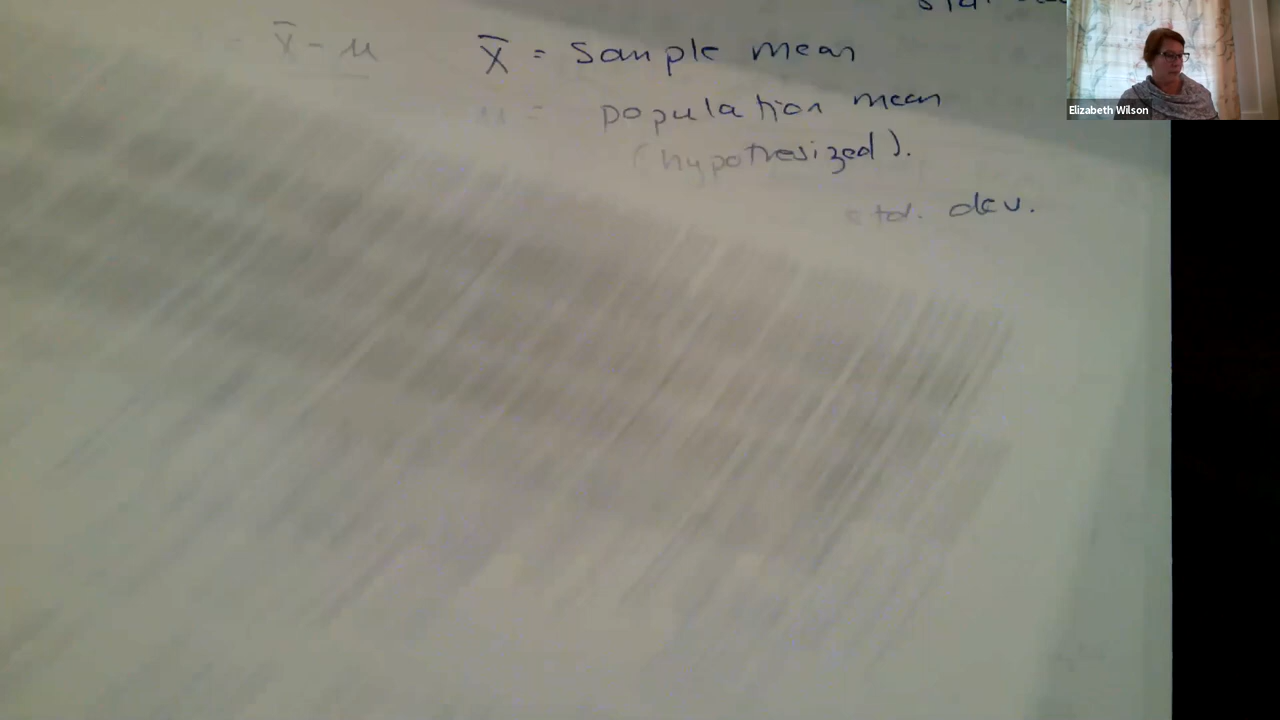 x̄ - μ
x̄ = Sample mean
μ = population mean
(hypothesized).
std. dev.
Elizabeth Wilson